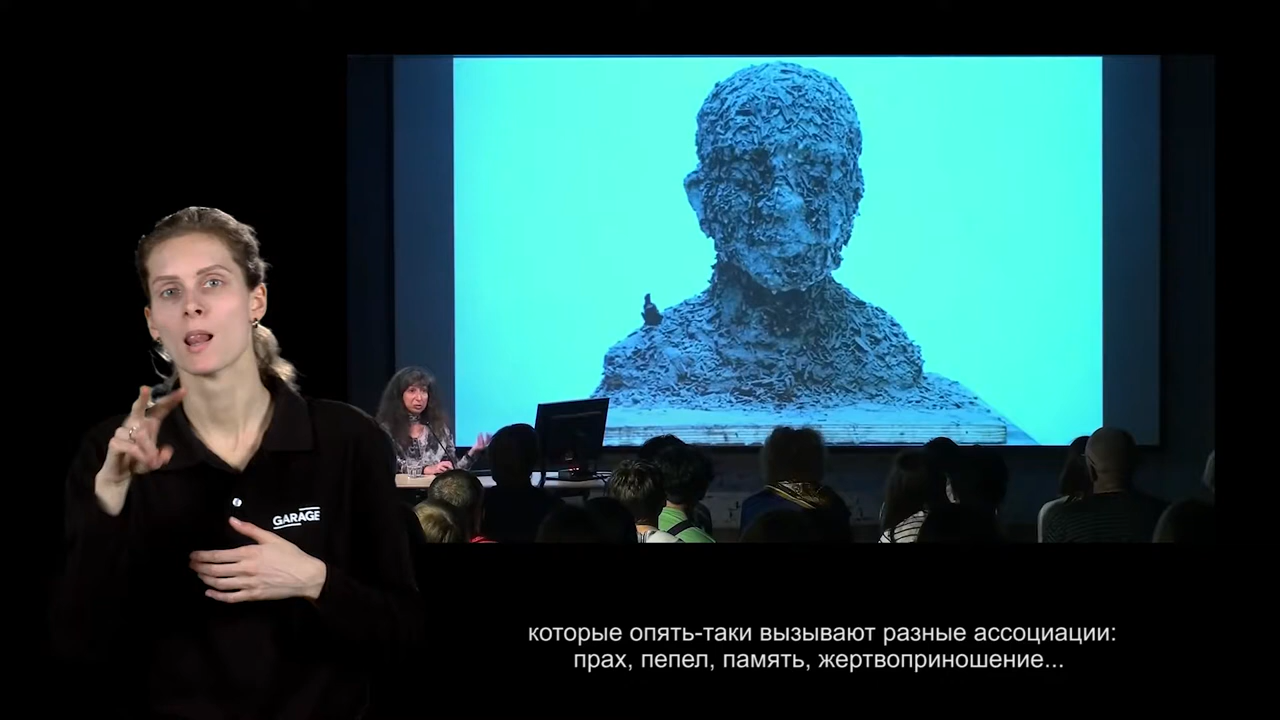 GARAGE
которые опять-таки вызывают разные ассоциации:
прах, пепел, память, жертвоприношение...